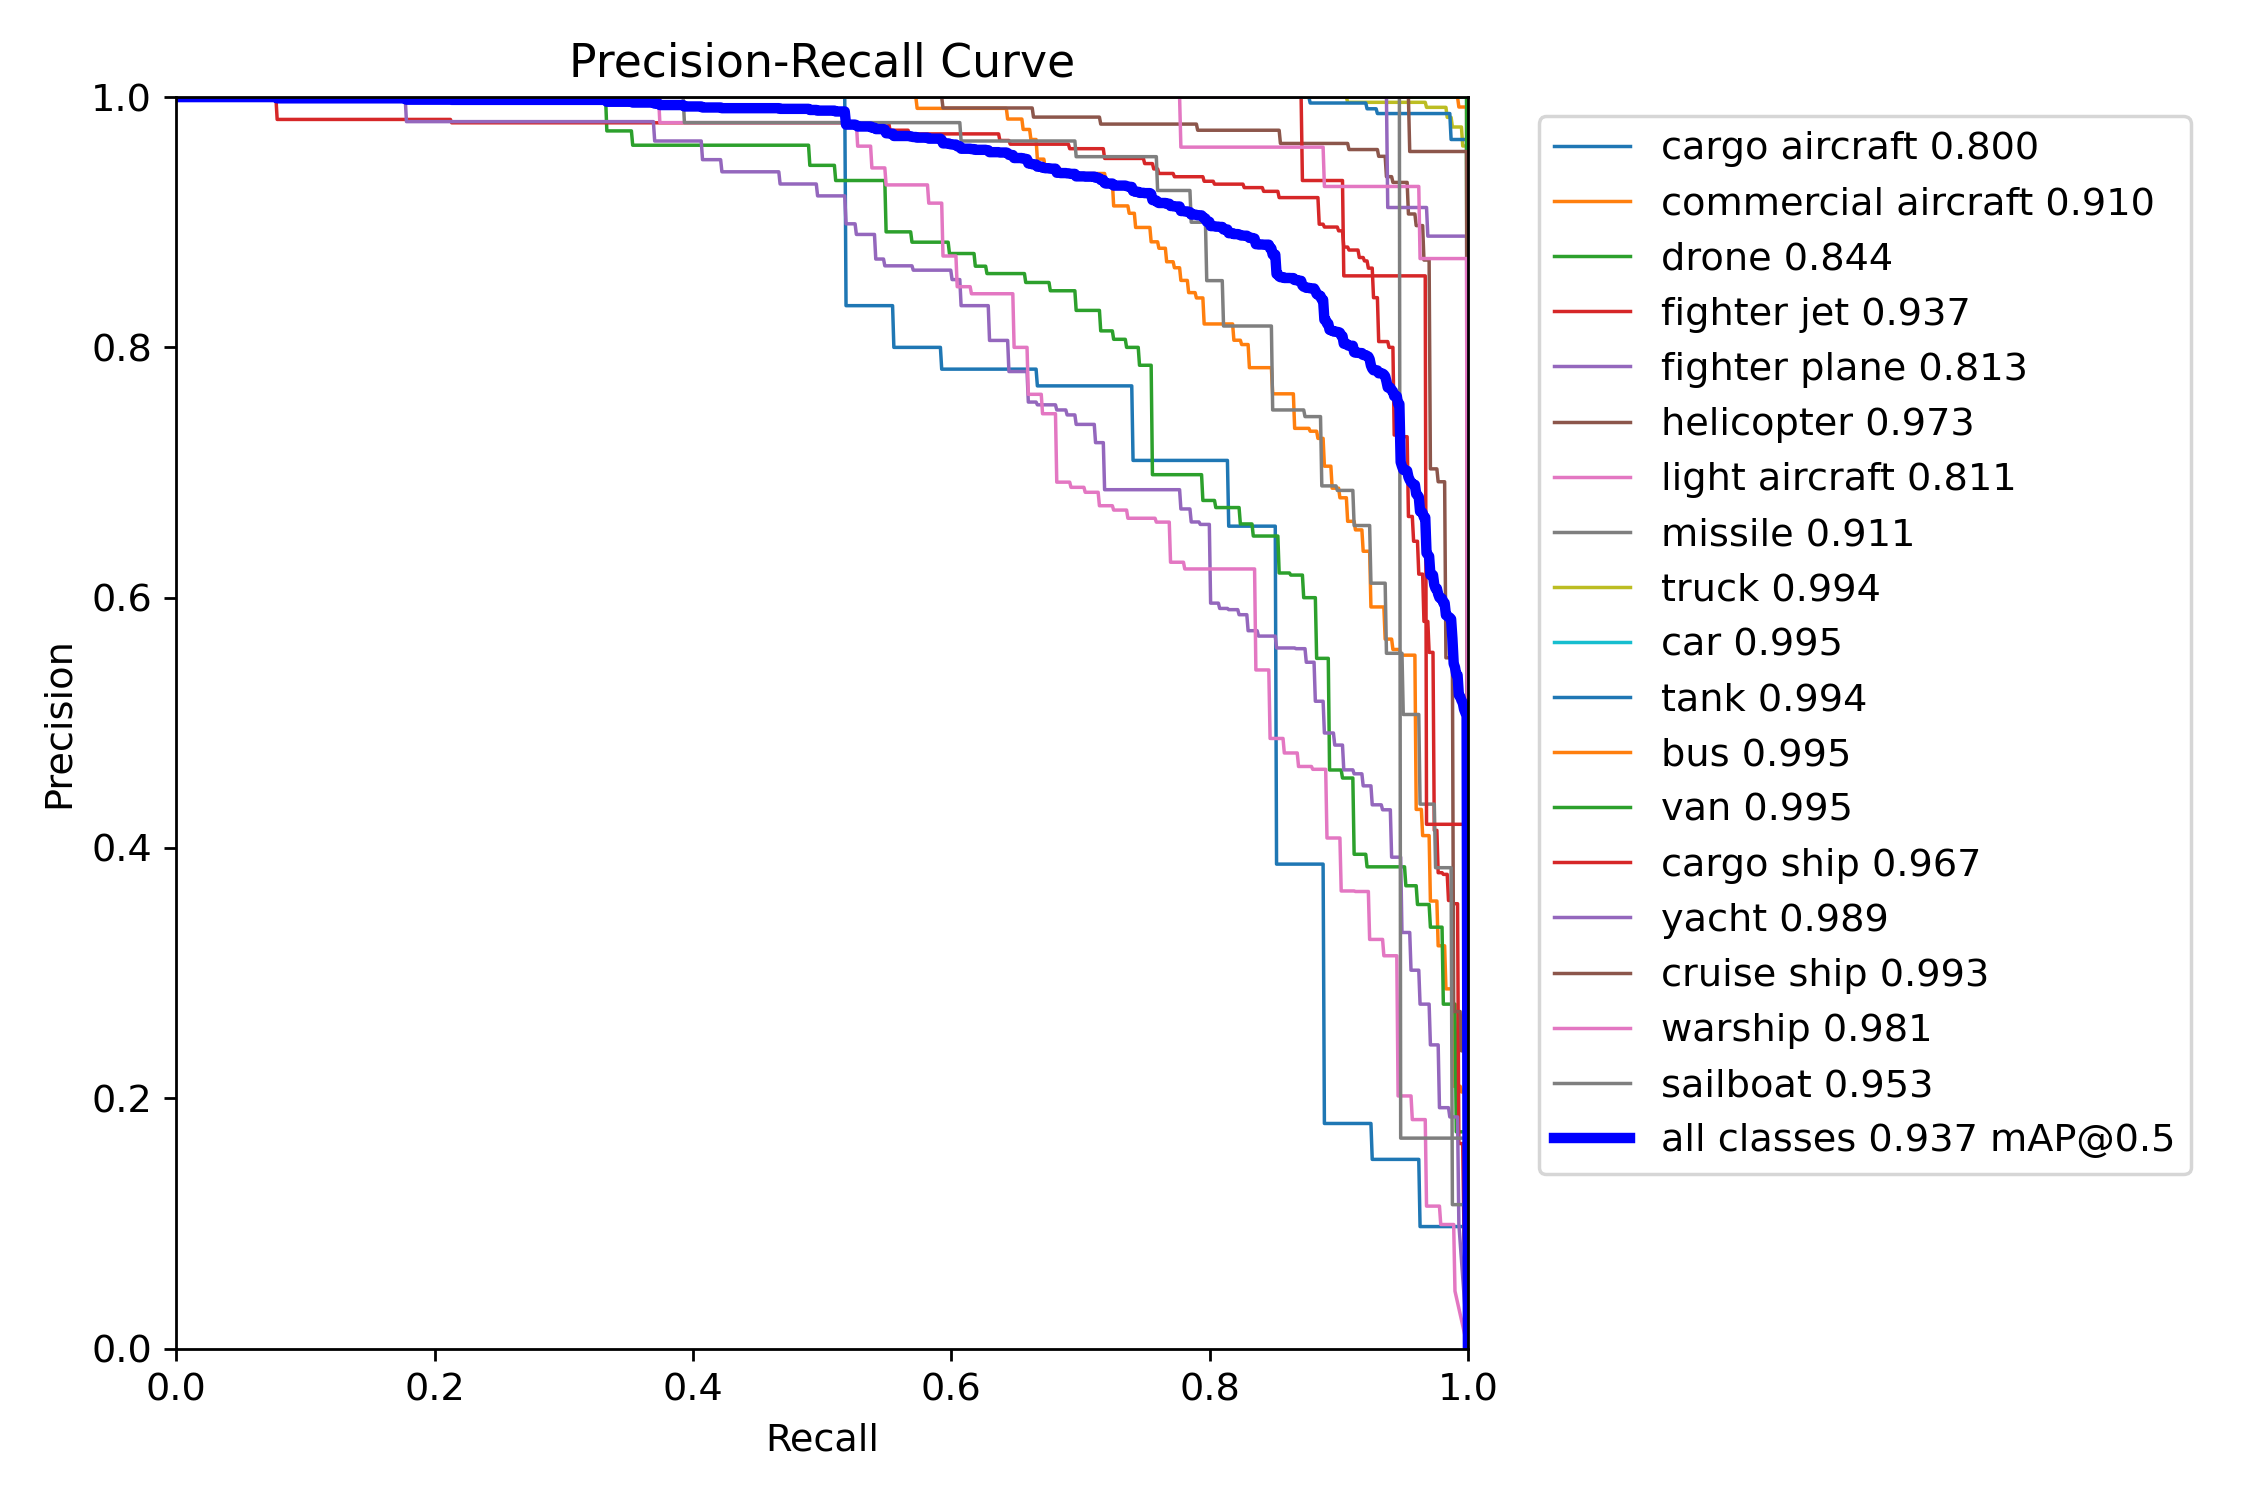 Precision-Recall Curve
1.0
0.8
0.6
0.4
0.2
0.0
Precision
0.0 0.2 0.4 0.6 0.8 1.0
Recall
cargo aircraft 0.800
commercial aircraft 0.910
drone 0.844
fighter jet 0.937
fighter plane 0.813
helicopter 0.973
light aircraft 0.811
missile 0.911
truck 0.994
car 0.995
tank 0.994
bus 0.995
van 0.995
cargo ship 0.967
yacht 0.989
cruise ship 0.993
warship 0.981
sailboat 0.953
all classes 0.937 mAP@0.5